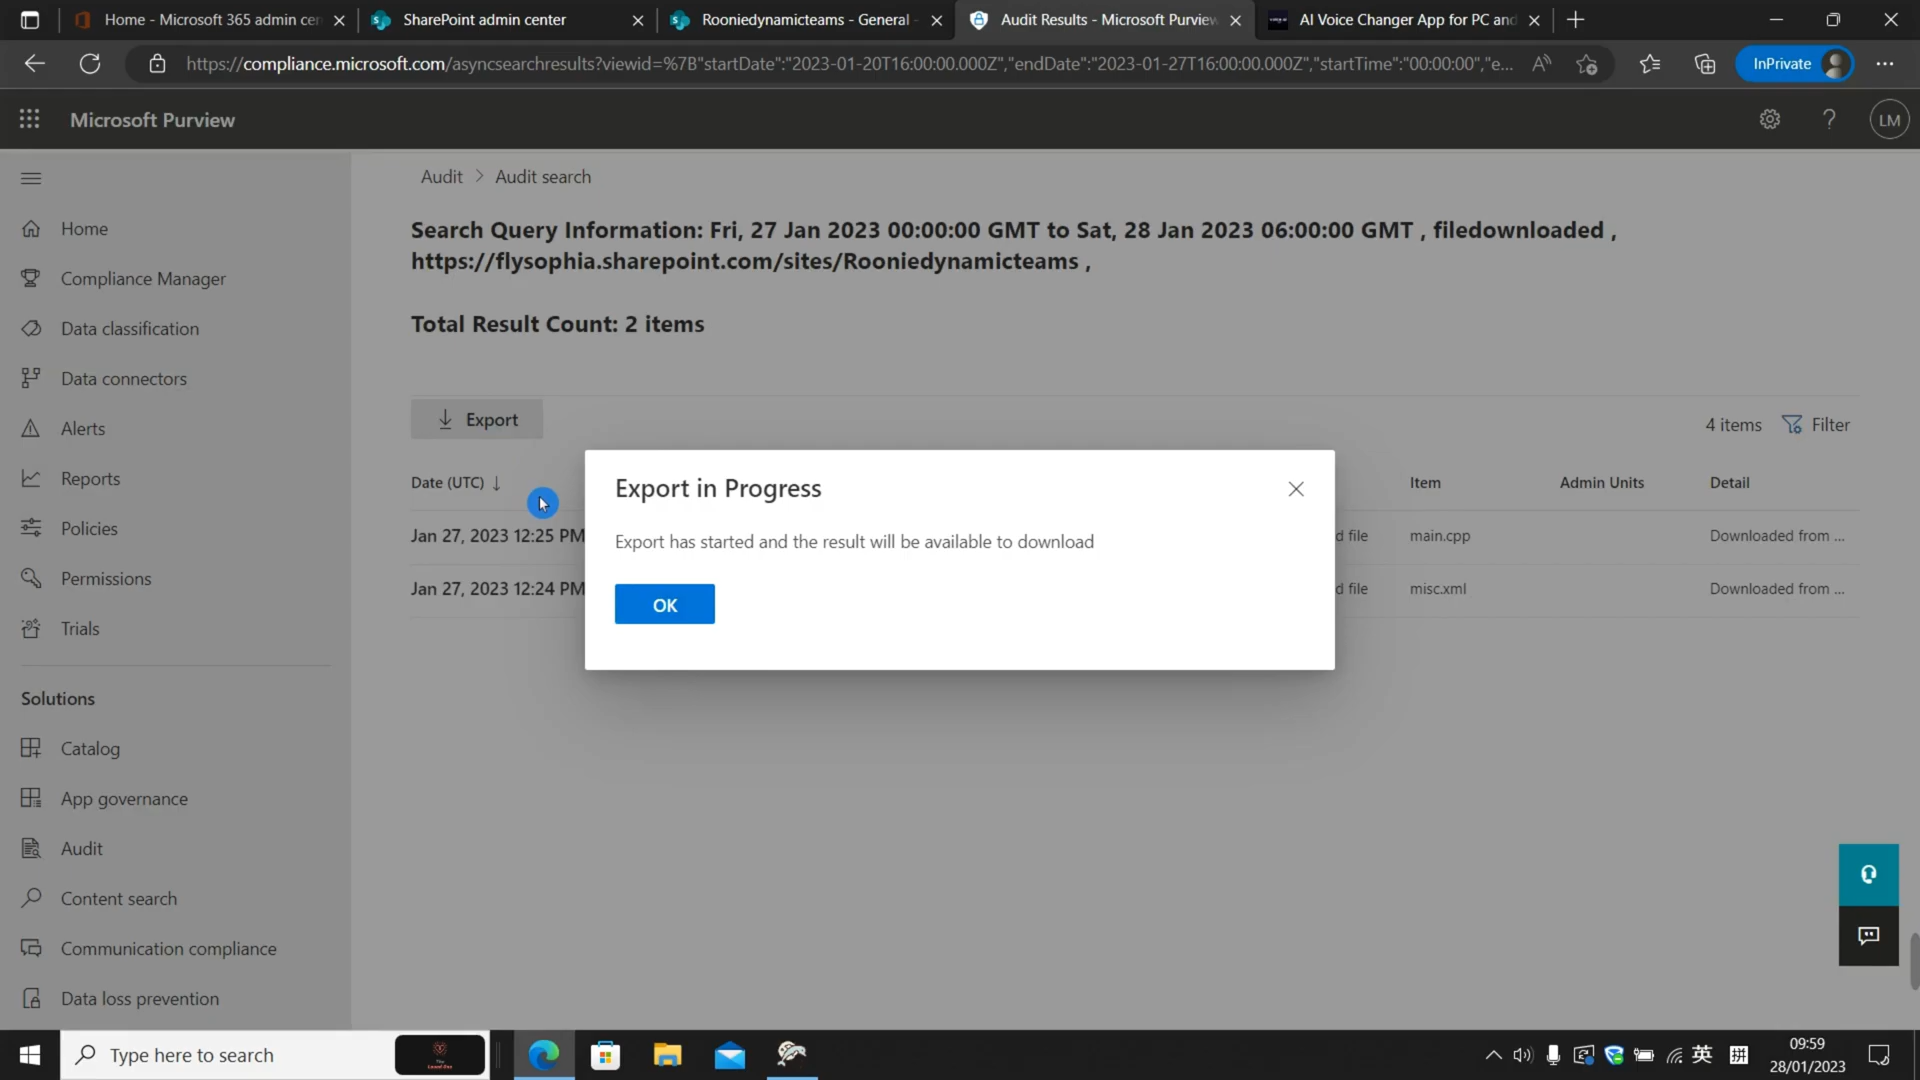 Home - Microsoft 365 admin cen
SharePoint admin center
Rooniedynamicteams - General -
Audit Results - Microsoft Purview
AI Voice Changer App for PC and
https://compliance.microsoft.com/asyncsearchresults?viewid=%7B"startDate":"2023-01-20T16:00:00.000Z","endDate":"2023-01-27T16:00:00.000Z","startTime":"00:00:00","e...
InPrivate
Microsoft Purview
LM
Audit > Audit search
Home
Compliance Manager
Data classification
Data connectors
Alerts
Reports
Policies
Permissions
Trials
Solutions
Catalog
App governance
Audit
Content search
Communication compliance
Data loss prevention
Search Query Information: Fri, 27 Jan 2023 00:00:00 GMT to Sat, 28 Jan 2023 06:00:00 GMT , filedownloaded ,
https://flysophia.sharepoint.com/sites/Rooniedynamicteams ,
Total Result Count: 2 items
Export
4 items
Filter
Date (UTC) ↓
Item
Admin Units
Detail
Jan 27, 2023 12:25 PM
d file
main.cpp
Downloaded from ...
Jan 27, 2023 12:24 PM
d file
misc.xml
Downloaded from ...
Export in Progress
Export has started and the result will be available to download
OK
Type here to search
英
拼
09:59
28/01/2023